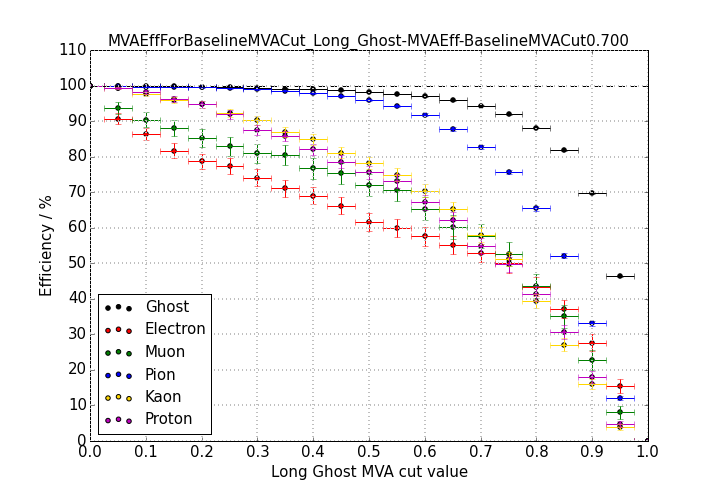 MVAEffForBaselineMVACut_Long_Ghost-MVAEff-BaselineMVACut0.700
110
100
90
80
70
60
50
40
30
20
10
0
Efficiency / %
Ghost
Electron
Muon
Pion
Kaon
Proton
0.0 0.1 0.2 0.3 0.4 0.5 0.6 0.7 0.8 0.9 1.0
Long Ghost MVA cut value